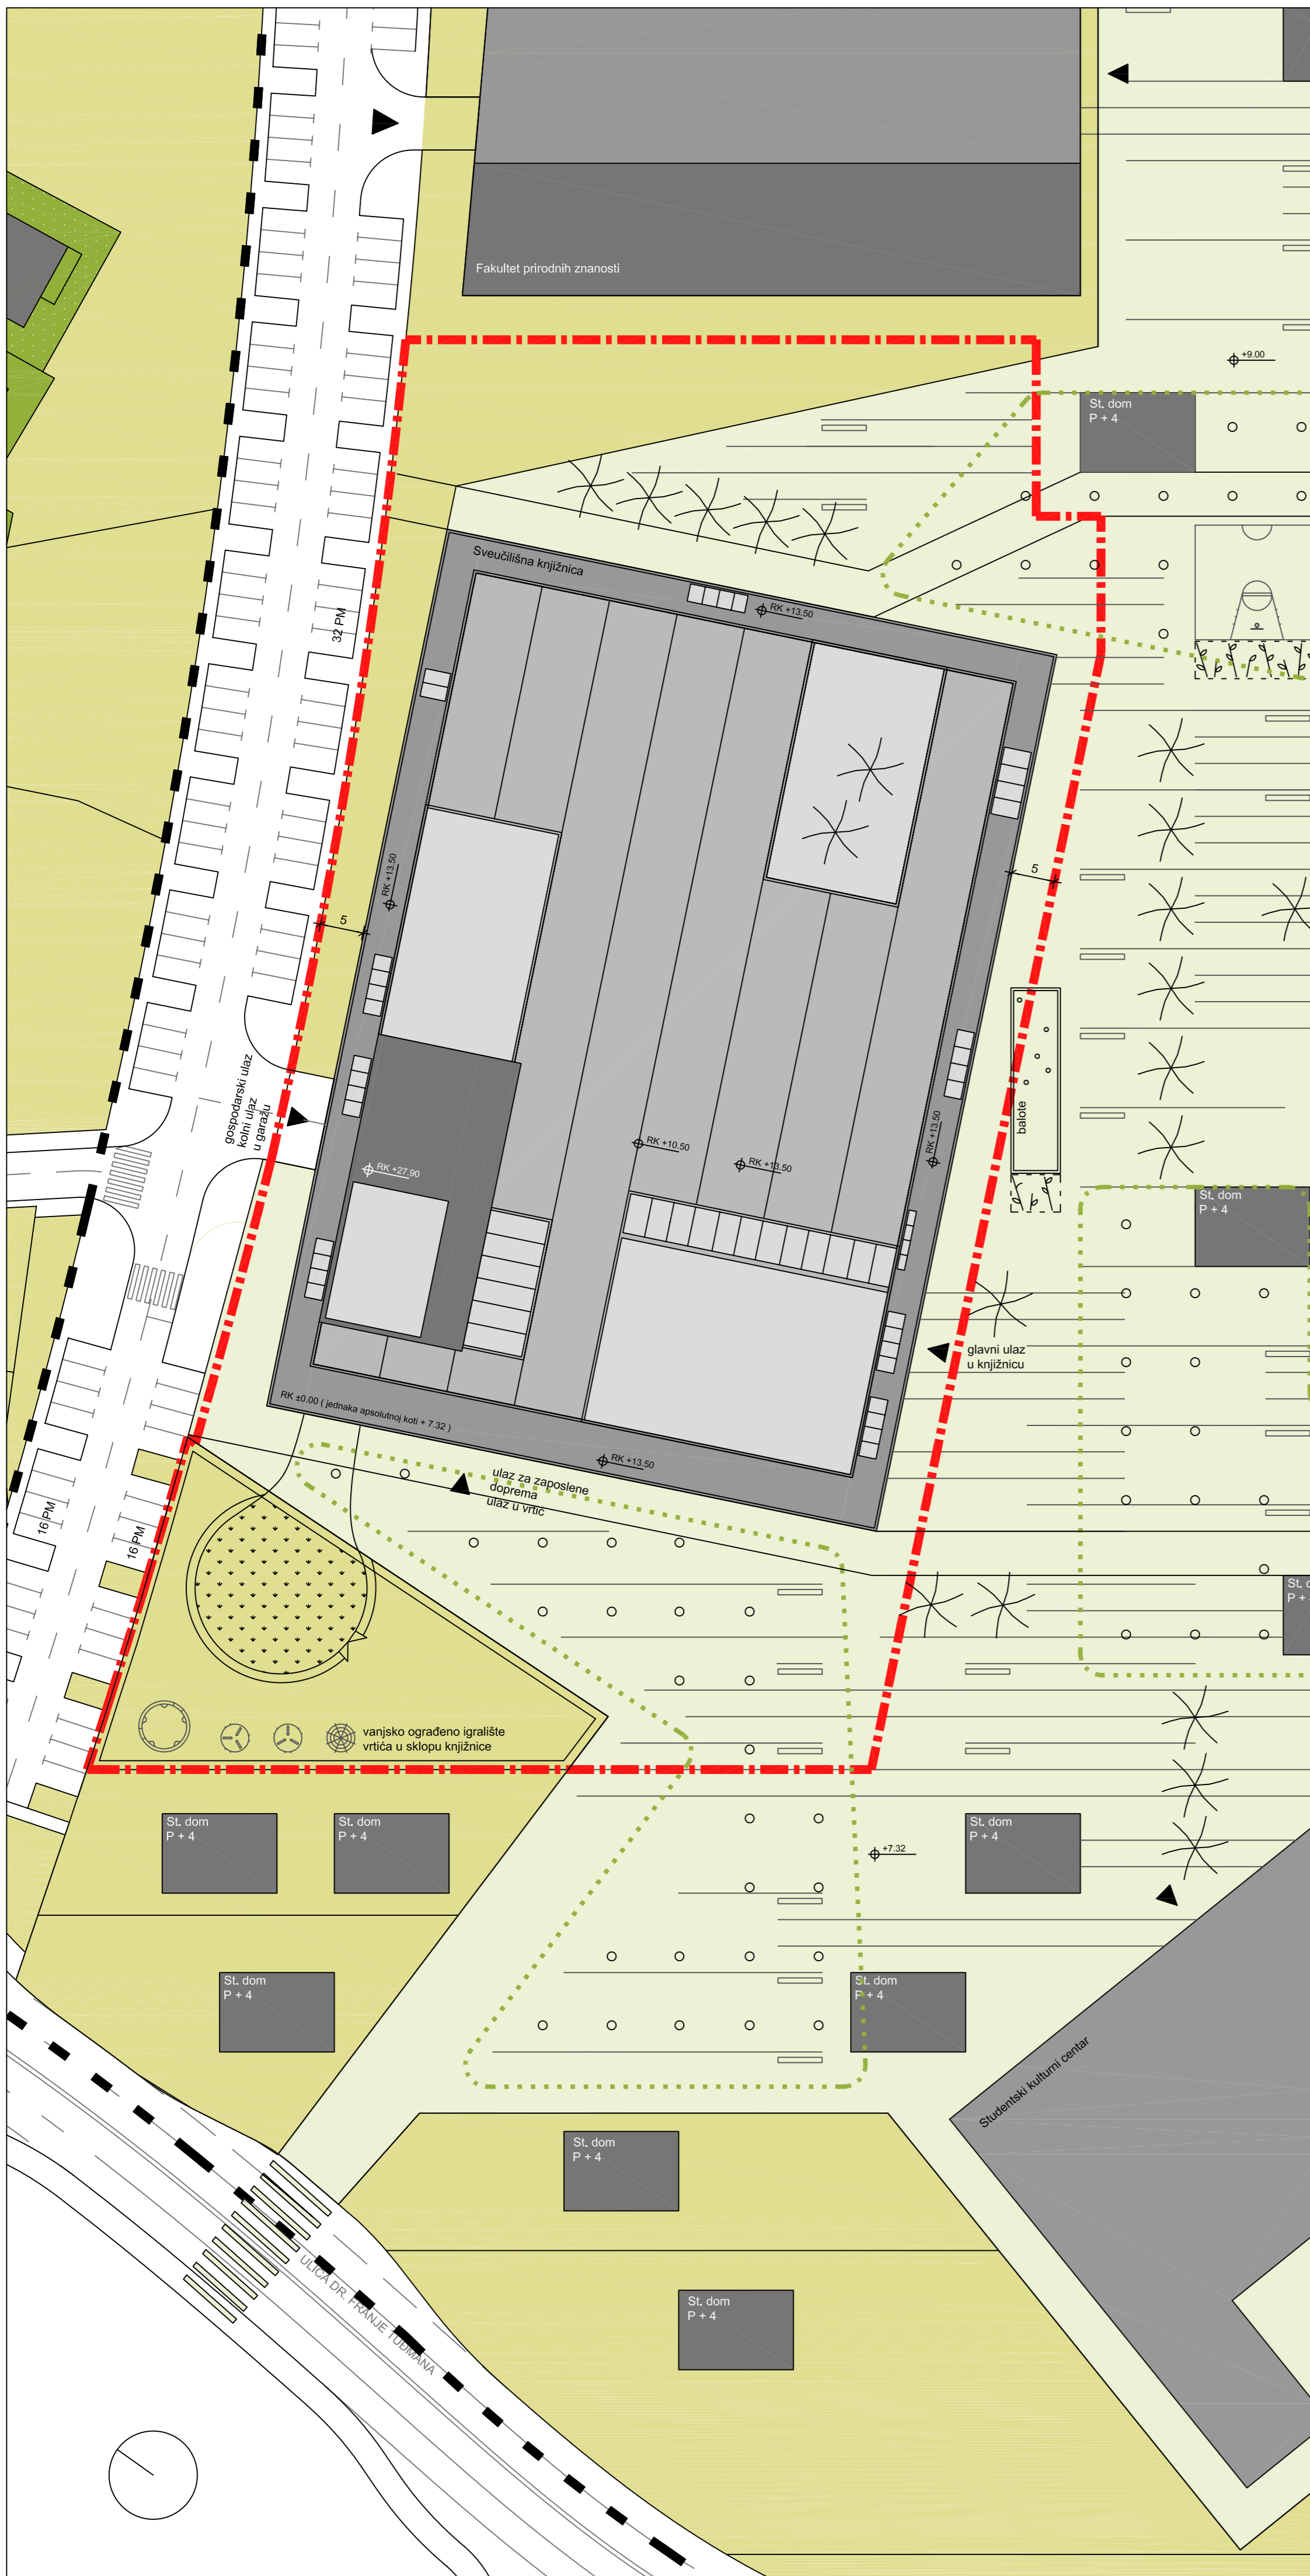 Fakultet prirodnih znanosti
+9.00
St. dom
P + 4
Sveučilišna knjižnica
RK +13.50
32 PM
RK +13.50
5
5
gospodarski ulaz
kolni ulaz
u garažu
balote
RK +13.50
RK +10.50
RK +13.50
RK +27.90
St. dom
P + 4
glavni ulaz
u knjižnicu
RK ±0.00 ( jednaka apsolutnoj koti + 7.32 )
RK +13.50
ulaz za zaposlene
doprema
ulaz u vrtić
16 PM
16 PM
vanjsko ograđeno igralište
vrtića u sklopu knjižnice
St. dom
P + 4
St. dom
P + 4
+7.32
St. dom
P + 4
St. dom
P + 4
St. dom
P + 4
Studentski kulturni centar
St. dom
P + 4
ULICA DR. FRANJE TUĐMANA
St. dom
P + 4